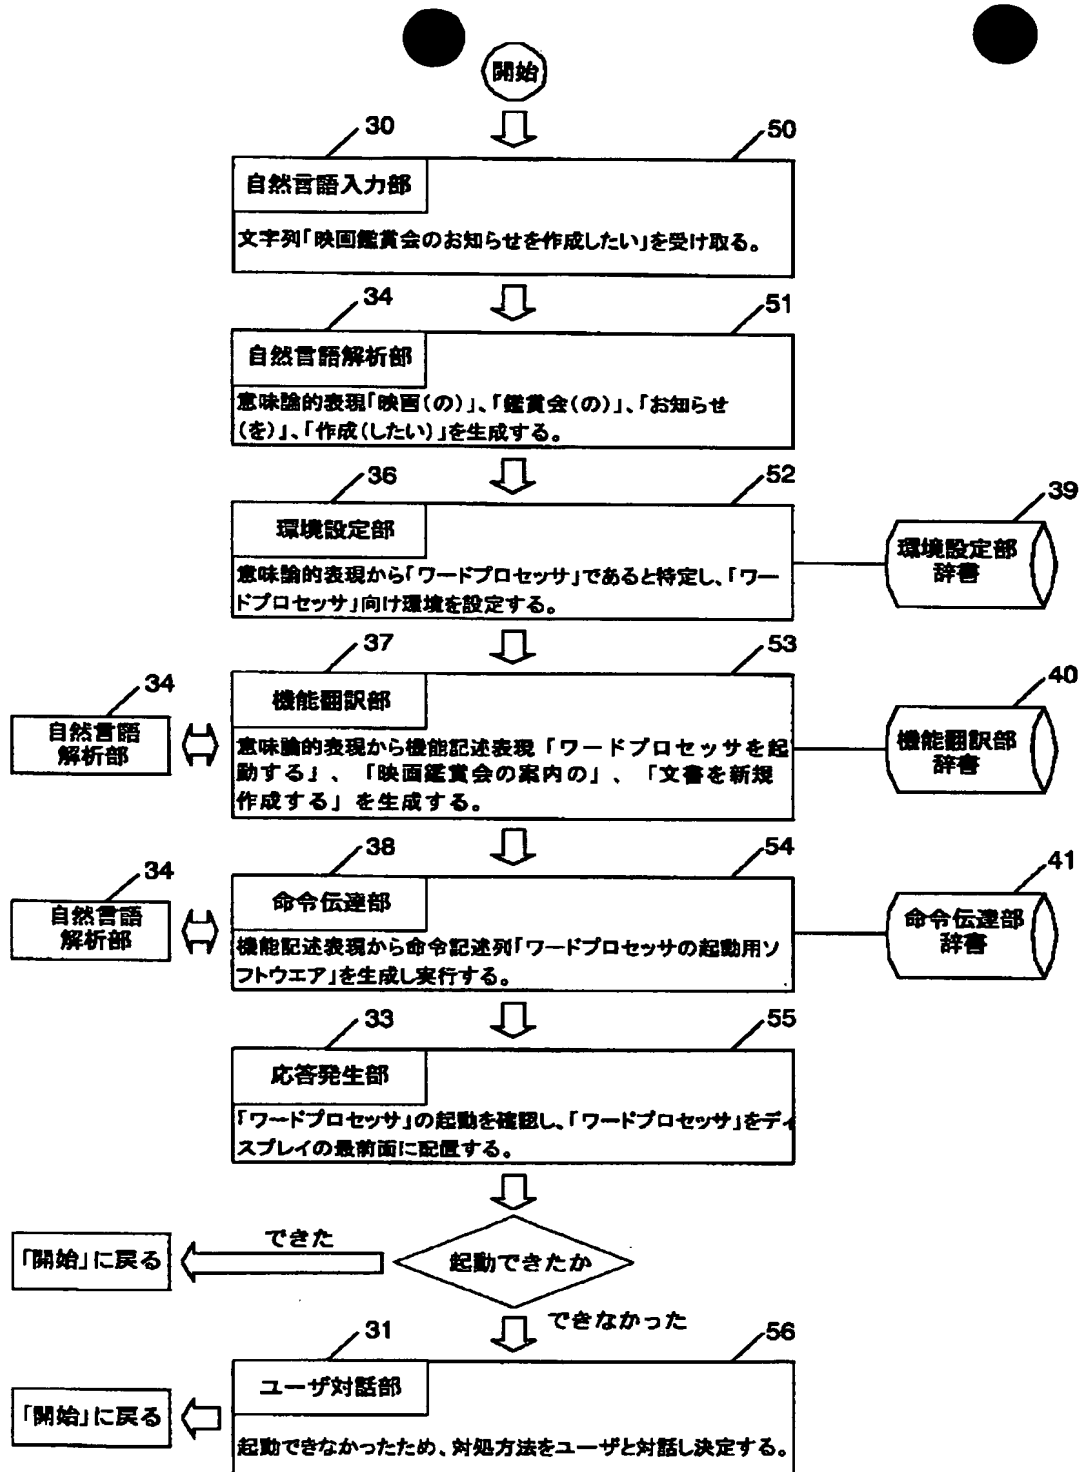 開始
30
50
自然言語入力部
文字列「映画鑑賞会のお知らせを作成したい」を受け取る。
34
51
自然言語解析部
意味論的表現「映画(の)」、「鑑賞会(の)」、「お知らせ
(を)」、「作成(したい)」を生成する。
36
52
39
環境設定部
意味論的表現から「ワードプロセッサ」であると特定し、「ワー
ドプロセッサ」向け環境を設定する。
環境設定部
辞書
37
53
34
40
機能翻訳部
自然言語
解析部
意味論的表現から機能記述表現「ワードプロセッサを起
動する」、「映画鑑賞会の案内の」、「文書を新規
作成する」を生成する。
機能翻訳部
辞書
38
54
34
41
命令伝達部
自然言語
解析部
機能記述表現から命令記述列「ワードプロセッサの起動用ソ
フトウエア」を生成し実行する。
命令伝達部
辞書
33
55
応答発生部
「ワードプロセッサ」の起動を確認し、「ワードプロセッサ」をディ
スプレイの最前面に配置する。
できた
「開始」に戻る
起動できたか
できなかった
31
56
ユーザ対話部
「開始」に戻る
起動できなかったため、対処方法をユーザと対話し決定する。